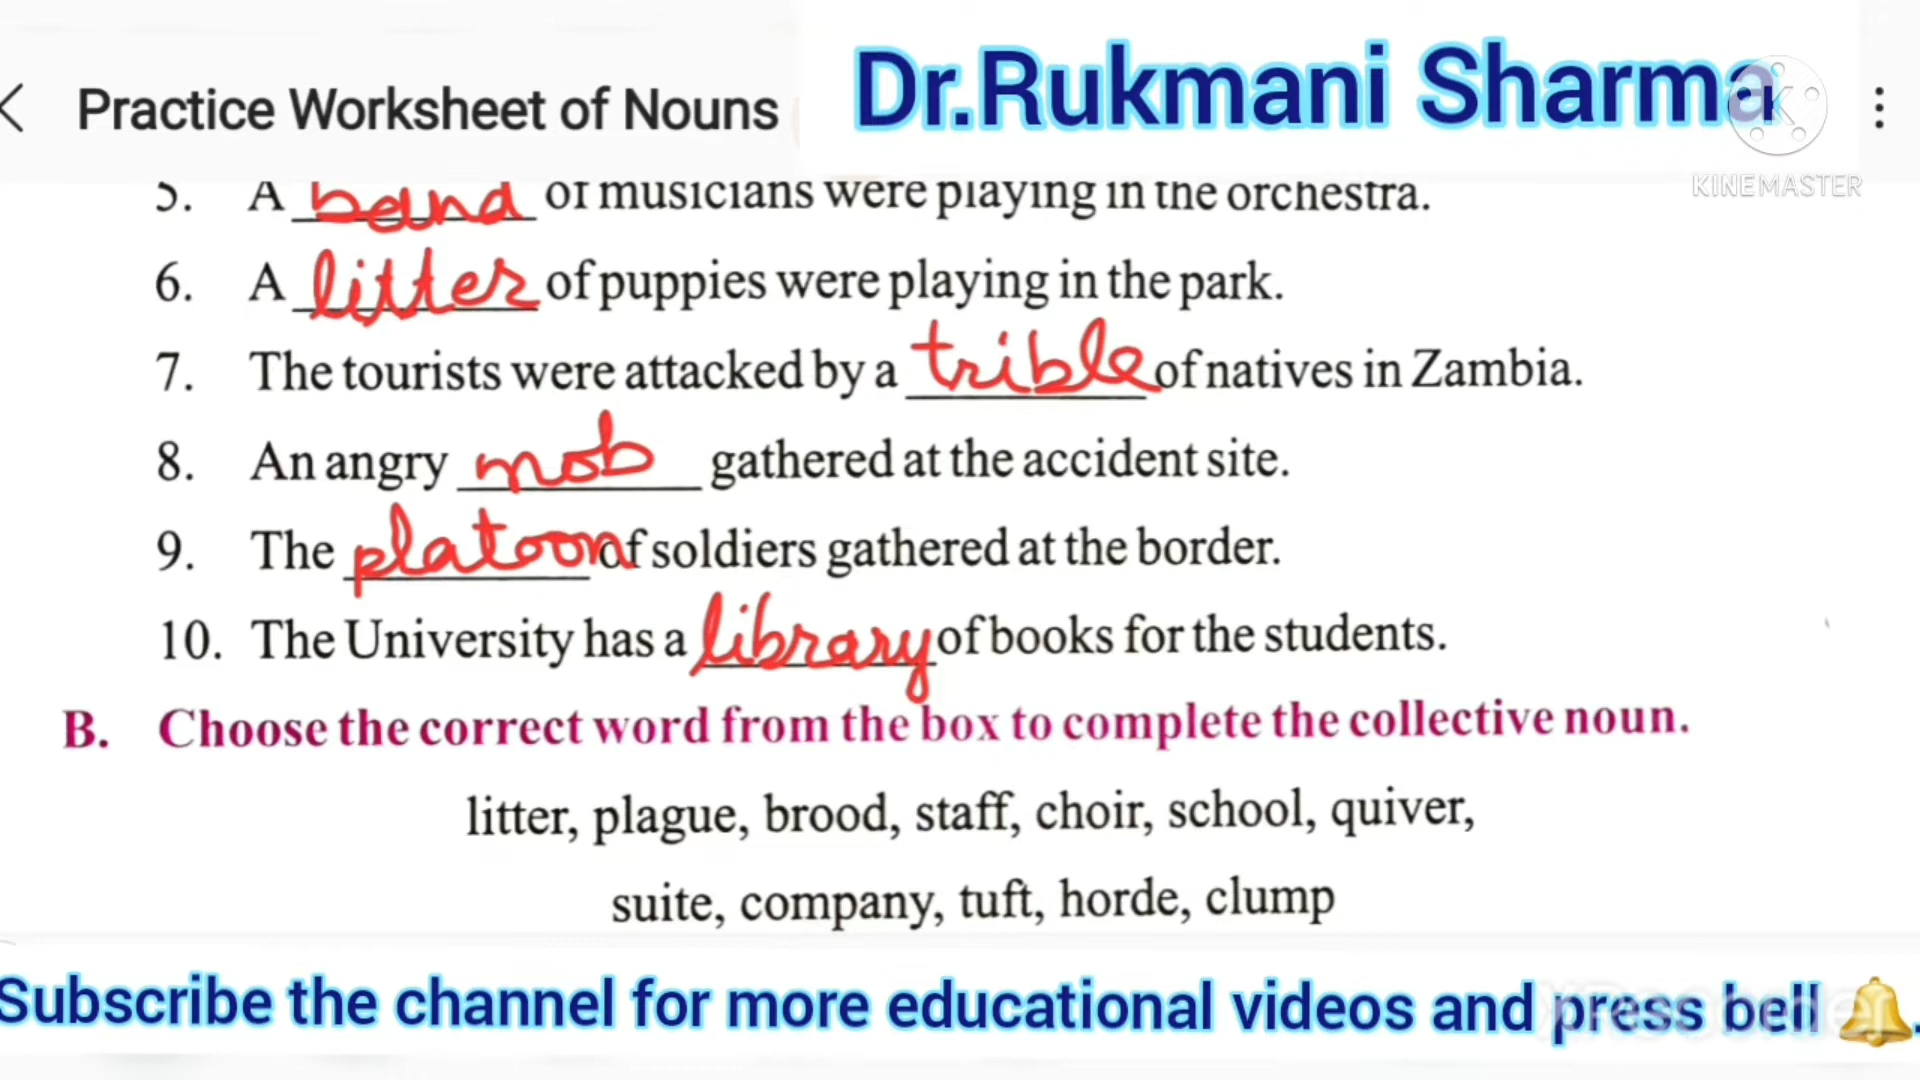 Practice Worksheet of Nouns
Dr.Rukmani Sharma
KINEMASTER
5. A band of musicians were playing in the orchestra.
6. A litter of puppies were playing in the park.
7. The tourists were attacked by a trible of natives in Zambia.
8. An angry mob gathered at the accident site.
9. The platoon of soldiers gathered at the border.
10. The University has a library of books for the students.
B. Choose the correct word from the box to complete the collective noun.
litter, plague, brood, staff, choir, school, quiver,
suite, company, tuft, horde, clump
Subscribe the channel for more educational videos and press bell 🔔.